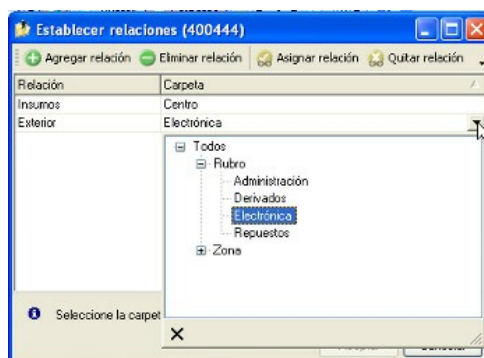 Establecer relaciones (400444)
Agregar relación Eliminar relación Asignar relación Quitar relación
Relación Carpeta
Insumos Centro
Exterior Electrónica
Todos
Rubro
Administración
Derivados
Electrónica
Repuestos
Zona
Seleccione la carpet